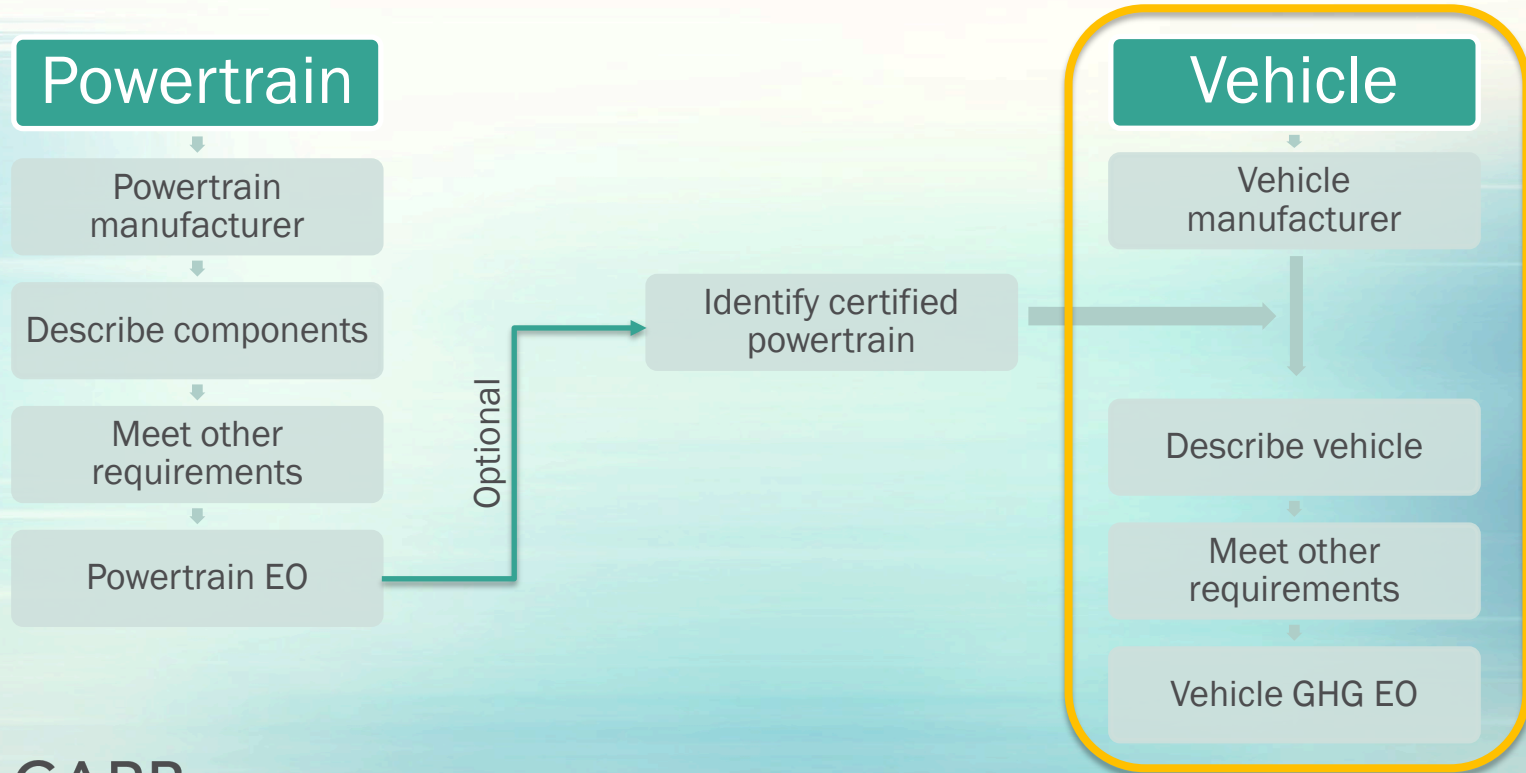 Powertrain
Powertrain
manufacturer
Describe components
Meet other
requirements
Powertrain EO
Optional
Identify certified
powertrain
Vehicle
Vehicle
manufacturer
Describe vehicle
Meet other
requirements
Vehicle GHG EO